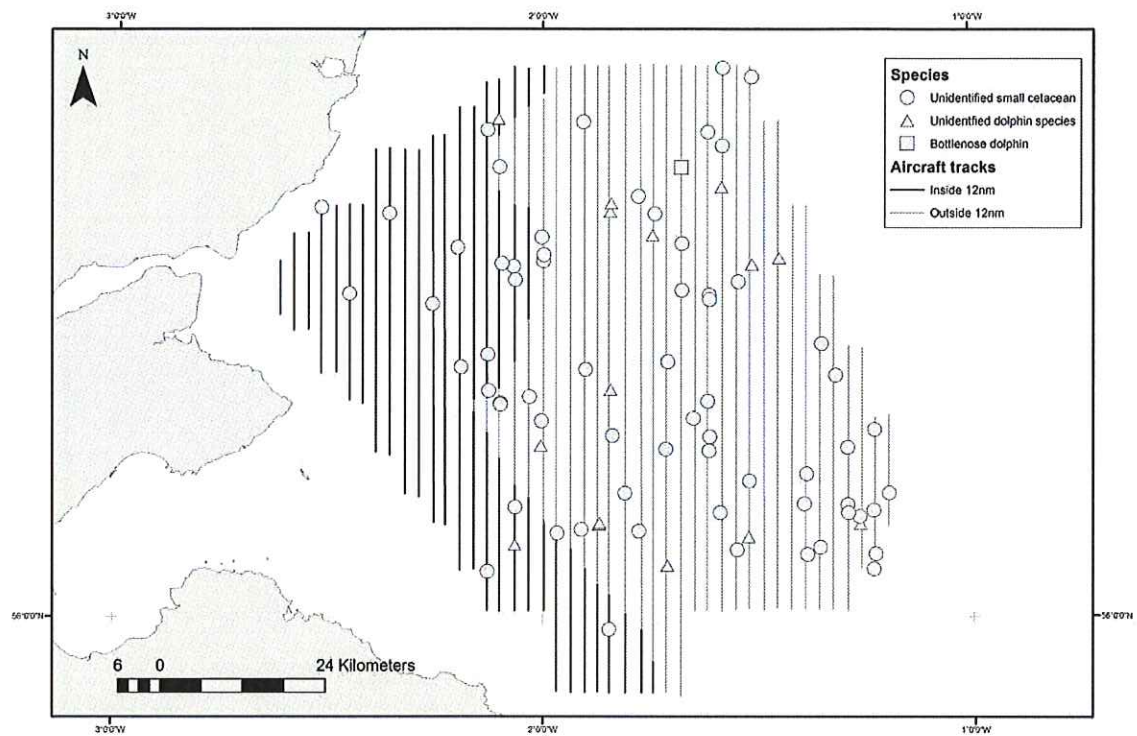 3°0'0"W 2°0'0"W 1°0'0"W
N
Species
Unidentified small cetacean
Unidentfied dolphin species
Bottlenose dolphin
Aircraft tracks
Inside 12nm
Outside 12nm
56°0'0"N 56°0'0"N
6 0 24 Kilometers
3°0'0"W 2°0'0"W 1°0'0"W